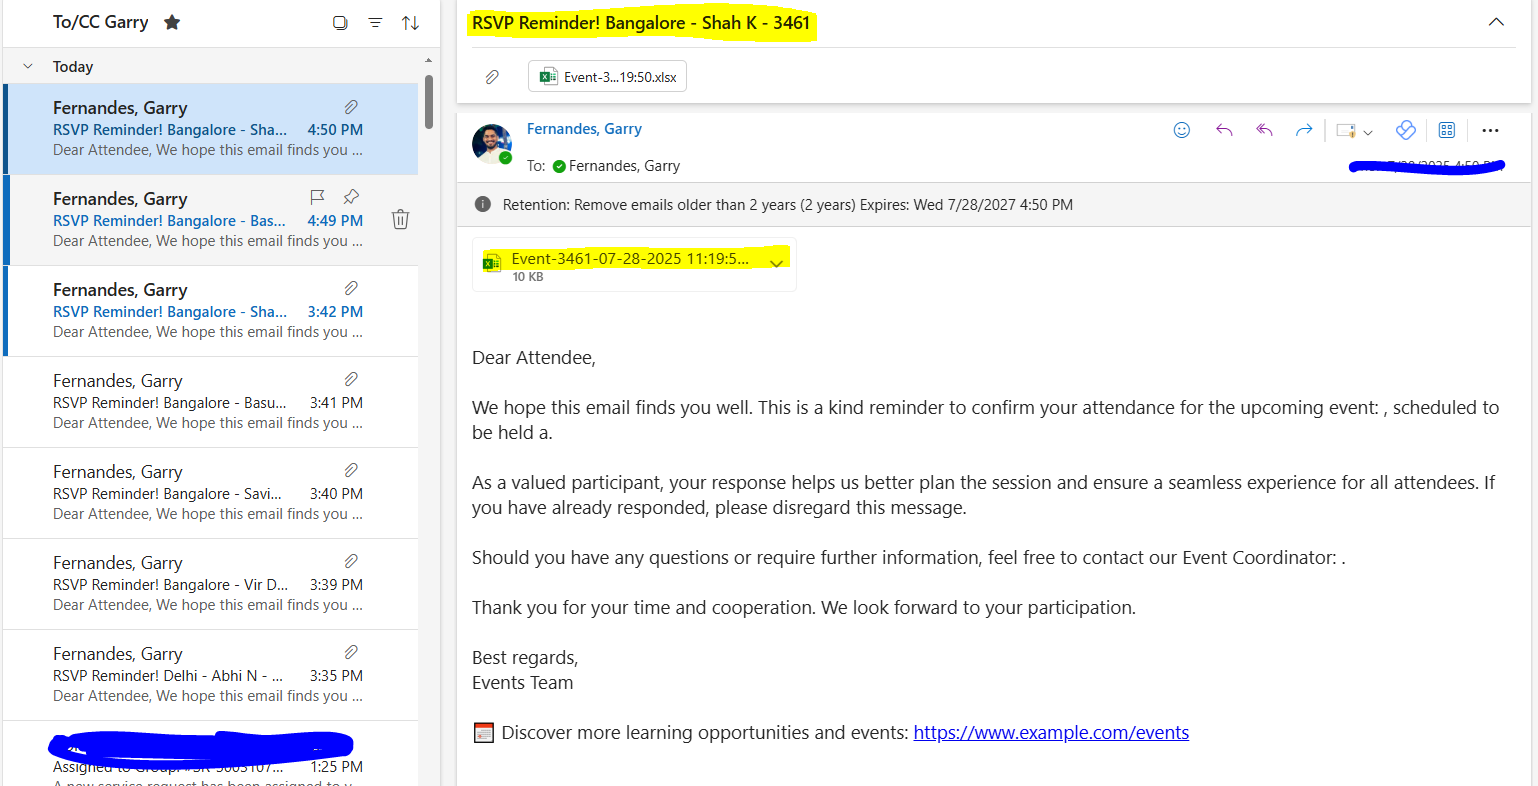 To/CC Garry
Today
Fernandes, Garry
RSVP Reminder! Bangalore - Sha... 4:50 PM
Dear Attendee, We hope this email finds you ...
Fernandes, Garry
RSVP Reminder! Bangalore - Bas... 4:49 PM
Dear Attendee, We hope this email finds you ...
Fernandes, Garry
RSVP Reminder! Bangalore - Sha... 3:42 PM
Dear Attendee, We hope this email finds you ...
Fernandes, Garry
RSVP Reminder! Bangalore - Basu... 3:41 PM
Dear Attendee, We hope this email finds you ...
Fernandes, Garry
RSVP Reminder! Bangalore - Savi... 3:40 PM
Dear Attendee, We hope this email finds you ...
Fernandes, Garry
RSVP Reminder! Bangalore - Vir D... 3:39 PM
Dear Attendee, We hope this email finds you ...
Fernandes, Garry
RSVP Reminder! Delhi - Abhi N - ... 3:35 PM
Dear Attendee, We hope this email finds you ...
Assigned to Group: 1:25 PM
A new service request has been assigned to y...
RSVP Reminder! Bangalore - Shah K - 3461
Event-3...19:50.xlsx
Fernandes, Garry
To: Fernandes, Garry
Retention: Remove emails older than 2 years (2 years) Expires: Wed 7/28/2027 4:50 PM
Event-3461-07-28-2025 11:19:5...
10 KB
Dear Attendee,
We hope this email finds you well. This is a kind reminder to confirm your attendance for the upcoming event: , scheduled to
be held a.
As a valued participant, your response helps us better plan the session and ensure a seamless experience for all attendees. If
you have already responded, please disregard this message.
Should you have any questions or require further information, feel free to contact our Event Coordinator: .
Thank you for your time and cooperation. We look forward to your participation.
Best regards,
Events Team
Discover more learning opportunities and events: https://www.example.com/events